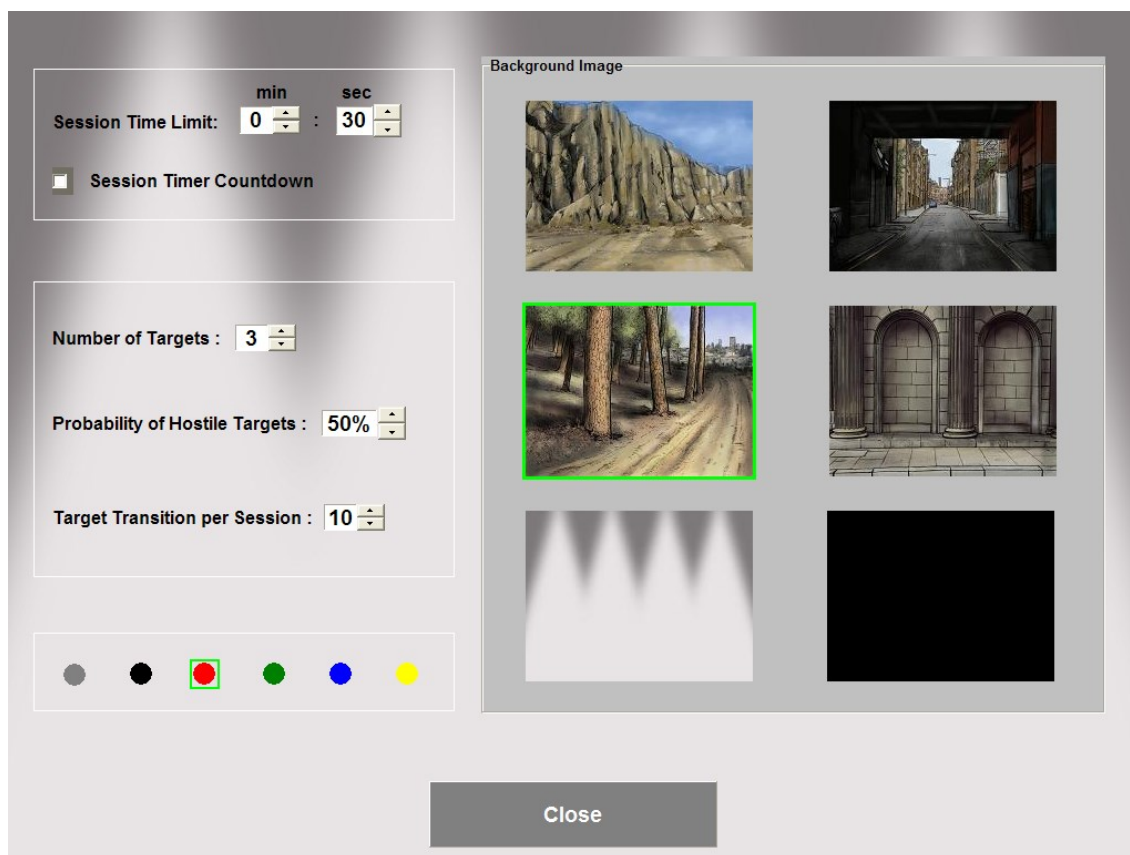 min sec
Session Time Limit: 0 : 30
Session Timer Countdown
Number of Targets : 3
Probability of Hostile Targets : 50%
Target Transition per Session : 10
Background Image
Close